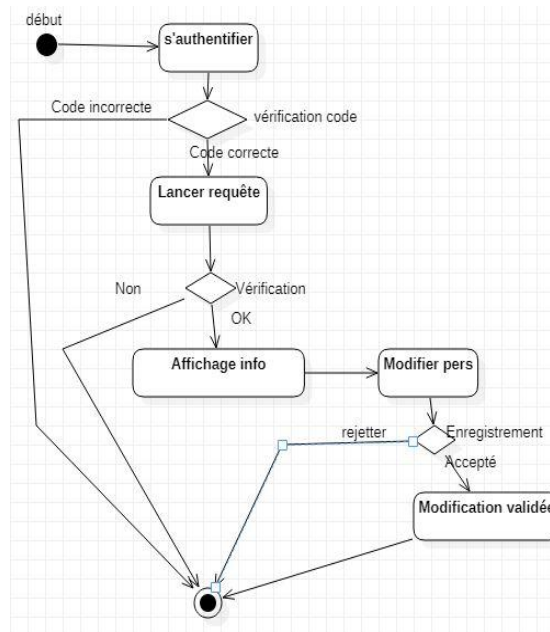 début
s'authentifier
Code incorrecte
vérification code
Code correcte
Lancer requête
Non
Vérification
OK
Affichage info
Modifier pers
rejetter
Enregistrement
Accepté
Modification validée